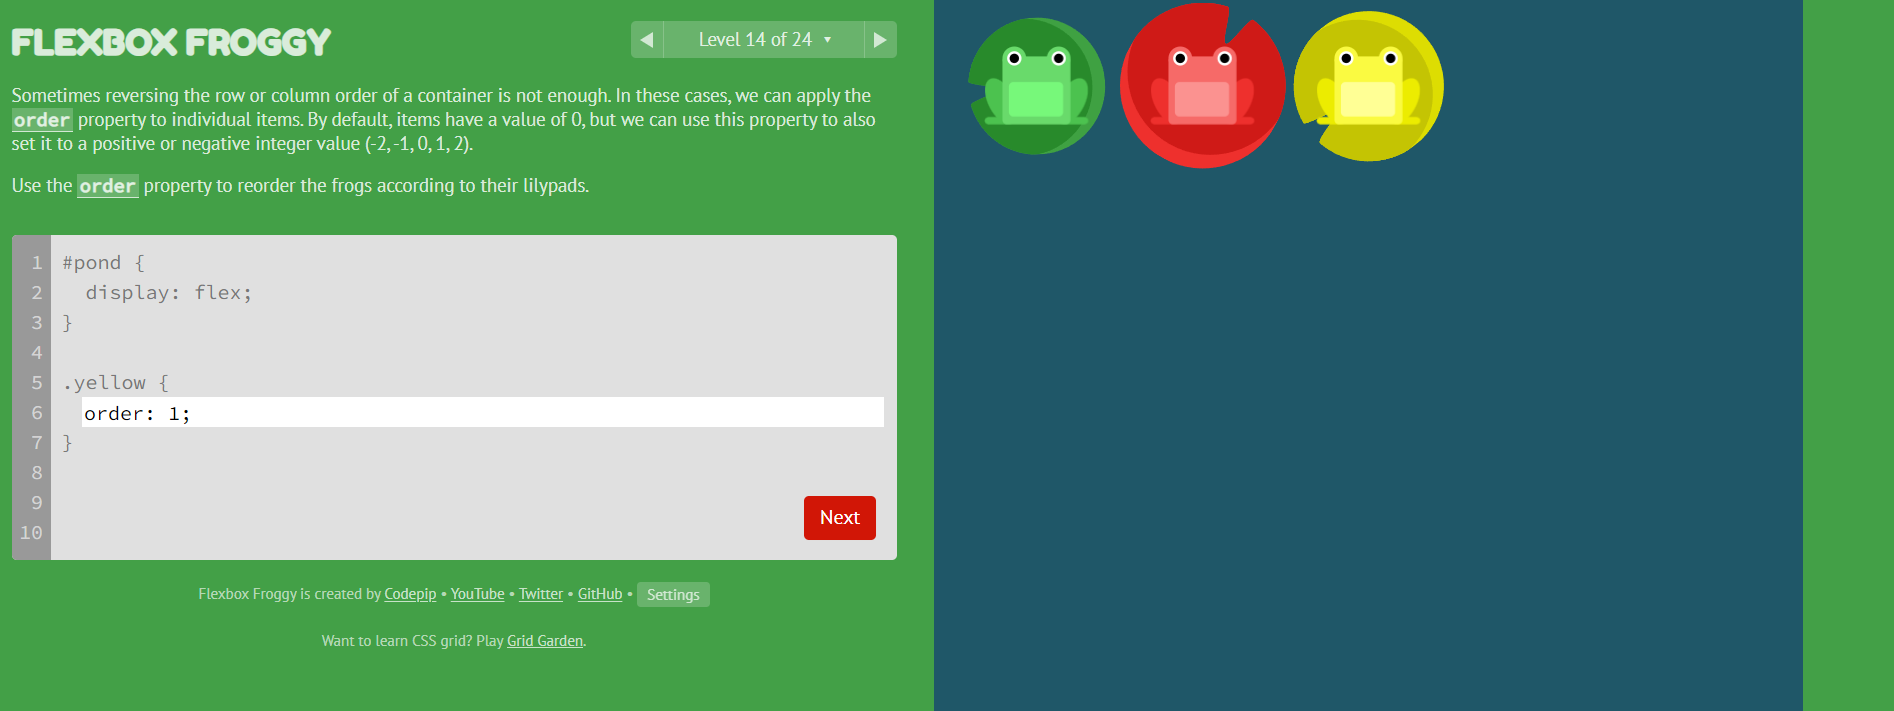 FLEXBOX FROGGY
Level 14 of 24
Sometimes reversing the row or column order of a container is not enough. In these cases, we can apply the
order property to individual items. By default, items have a value of 0, but we can use this property to also
set it to a positive or negative integer value (-2, -1, 0, 1, 2).
Use the order property to reorder the frogs according to their lilypads.
1 #pond {
2 display: flex;
3 }
4
5 .yellow {
6 order: 1;
7 }
8
9
10
Next
Flexbox Froggy is created by Codepip • YouTube • Twitter • GitHub • Settings
Want to learn CSS grid? Play Grid Garden.